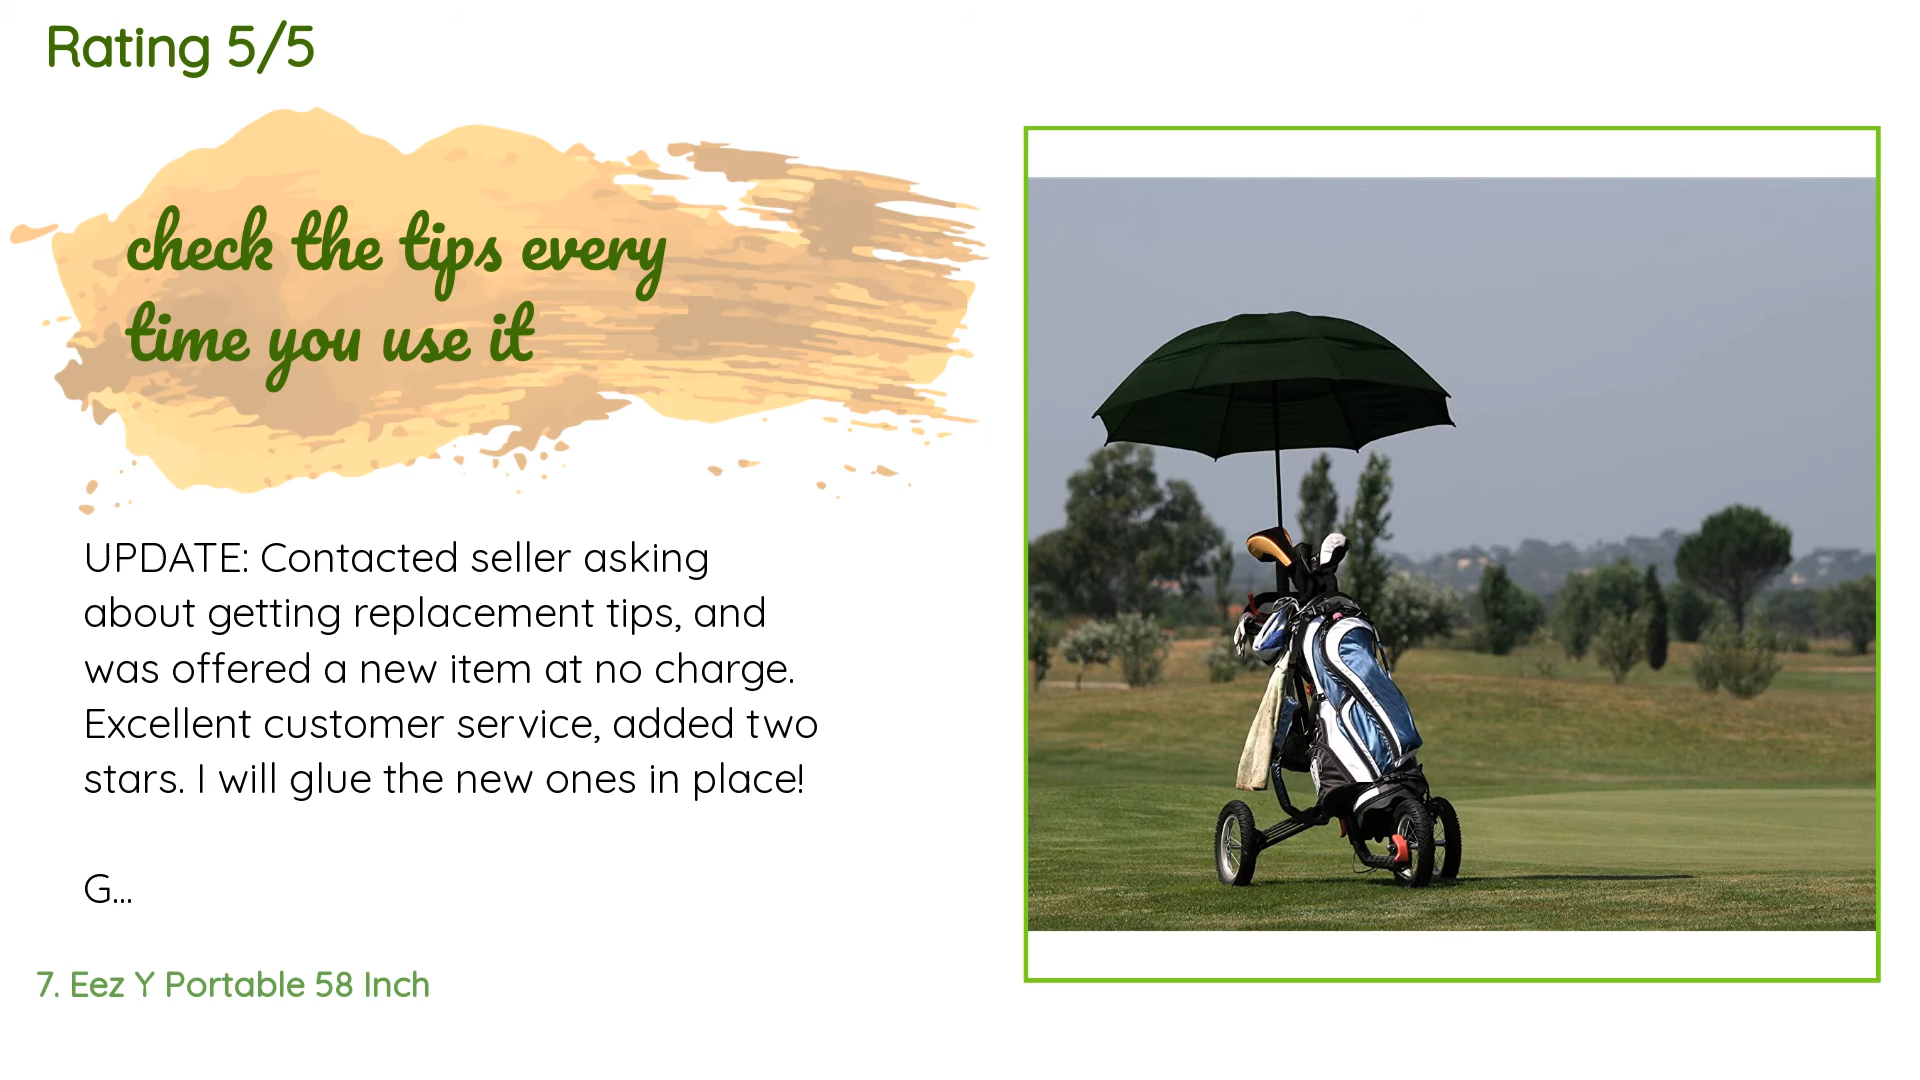 Rating 5/5
check the tips every
time you use it
UPDATE: Contacted seller asking
about getting replacement tips, and
was offered a new item at no charge.
Excellent customer service, added two
stars. I will glue the new ones in place!
G...
7. Eez Y Portable 58 Inch